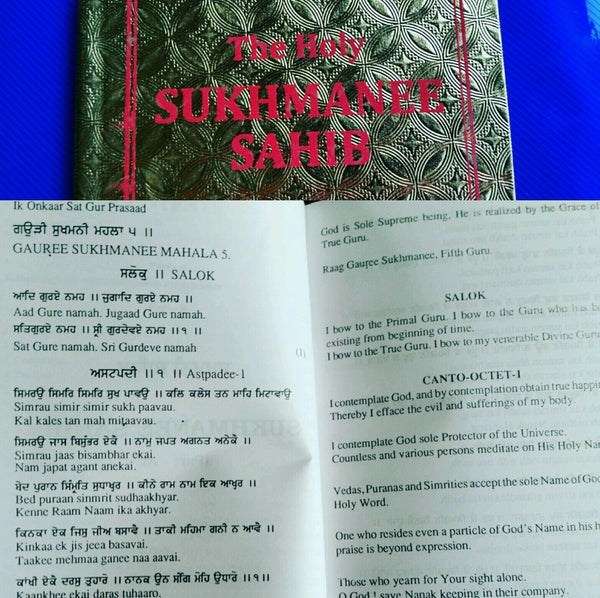 The Holy
SUKHMANEE
SAHIB
Ik Onkaar Sat Gur Prasaad
ਗਉੜੀ ਸੁਖਮਨੀ ਮਹਲਾ ੫ ॥
GAUREE SUKHMANEE MAHALA 5.
ਸਲੋਕੁ ॥ SALOK
ਆਦਿ ਗੁਰਏ ਨਮਹ ॥ ਜੁਗਾਦਿ ਗੁਰਏ ਨਮਹ ॥
Aad Gure namah. Jugaad Gure namah.
ਸਤਿਗੁਰਏ ਨਮਹ ॥ ਸ੍ਰੀ ਗੁਰਦੇਵਏ ਨਮਹ ॥੧॥
Sat Gure namah. Sri Gurdeve namah
(1)
ਅਸਟਪਦੀ ॥੧॥ Astpadee-1
ਸਿਮਰਉ ਸਿਮਰਿ ਸਿਮਰਿ ਸੁਖ ਪਾਵਉ ॥ ਕਲਿ ਕਲੇਸ ਤਨ ਮਾਹਿ ਮਿਟਾਵਉ
Simrau simir simir sukh paavau.
Kal kales tan mah mitaavau.
ਸਿਮਰਉ ਜਾਸ ਬਿਸੁੰਭਰ ਏਕੈ ॥ ਨਾਮੁ ਜਪਤ ਅਗਨਤ ਅਨੇਕੈ ॥
Simrau jaas bisambhar ekai.
Nam japat agant anekai.
ਬੇਦ ਪੁਰਾਨ ਸਿੰਮ੍ਰਿਤਿ ਸੁਧਾਖ੍ਯਰ ॥ ਕੀਨੇ ਰਾਮ ਨਾਮ ਇਕ ਆਖ੍ਯਰ ॥
Bed puraan sinmrit sudhaakhyar.
Kenne Raam Naam ika akhyar.
ਕਿਨਕਾ ਏਕ ਜਿਸੁ ਜੀਅ ਬਸਾਵੈ ॥ ਤਾਕੀ ਮਹਿਮਾ ਗਨੀ ਨ ਆਵੈ ॥
Kinkaa ek jis jeea basavai.
Taakee mehmaa ganee naa aavai.
ਕਾਂਖੀ ਏਕੈ ਦਰਸੁ ਤੁਹਾਰੋ ॥ ਨਾਨਕ ਉਨ ਸੰਗਿ ਮੋਹਿ ਉਧਾਰੋ ॥੧॥
Kaankhee ekai daras tuhaaro.
God is Sole Supreme being, He is realized by the Grace of
True Guru.
Raag Gauree Sukhmanee, Fifth Guru.
SALOK
I bow to the Primal Guru. I bow to the Guru who has be
existing from beginning of time.
I bow to the True Guru. I bow to my venerable Divine Guru
CANTO-OCTET-1
I contemplate God, and by contemplation obtain true happin
Thereby I efface the evil and sufferings of my body.
I contemplate God sole Protector of the Universe.
Countless and various persons meditate on His Holy Nam
Vedas, Puranas and Simrities accept the sole Name of God
Holy Word.
One who resides even a particle of God's Name in his h
praise is beyond expression.
Those who yearn for Your sight alone.
O God ! save Nanak keeping in their company.